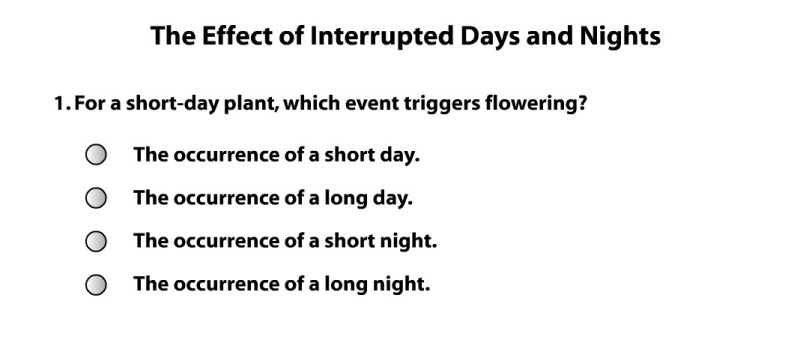 The Effect of Interrupted Days and Nights
1. For a short-day plant, which event triggers flowering?
The occurrence of a short day.
The occurrence of a long day.
The occurrence of a short night.
The occurrence of a long night.